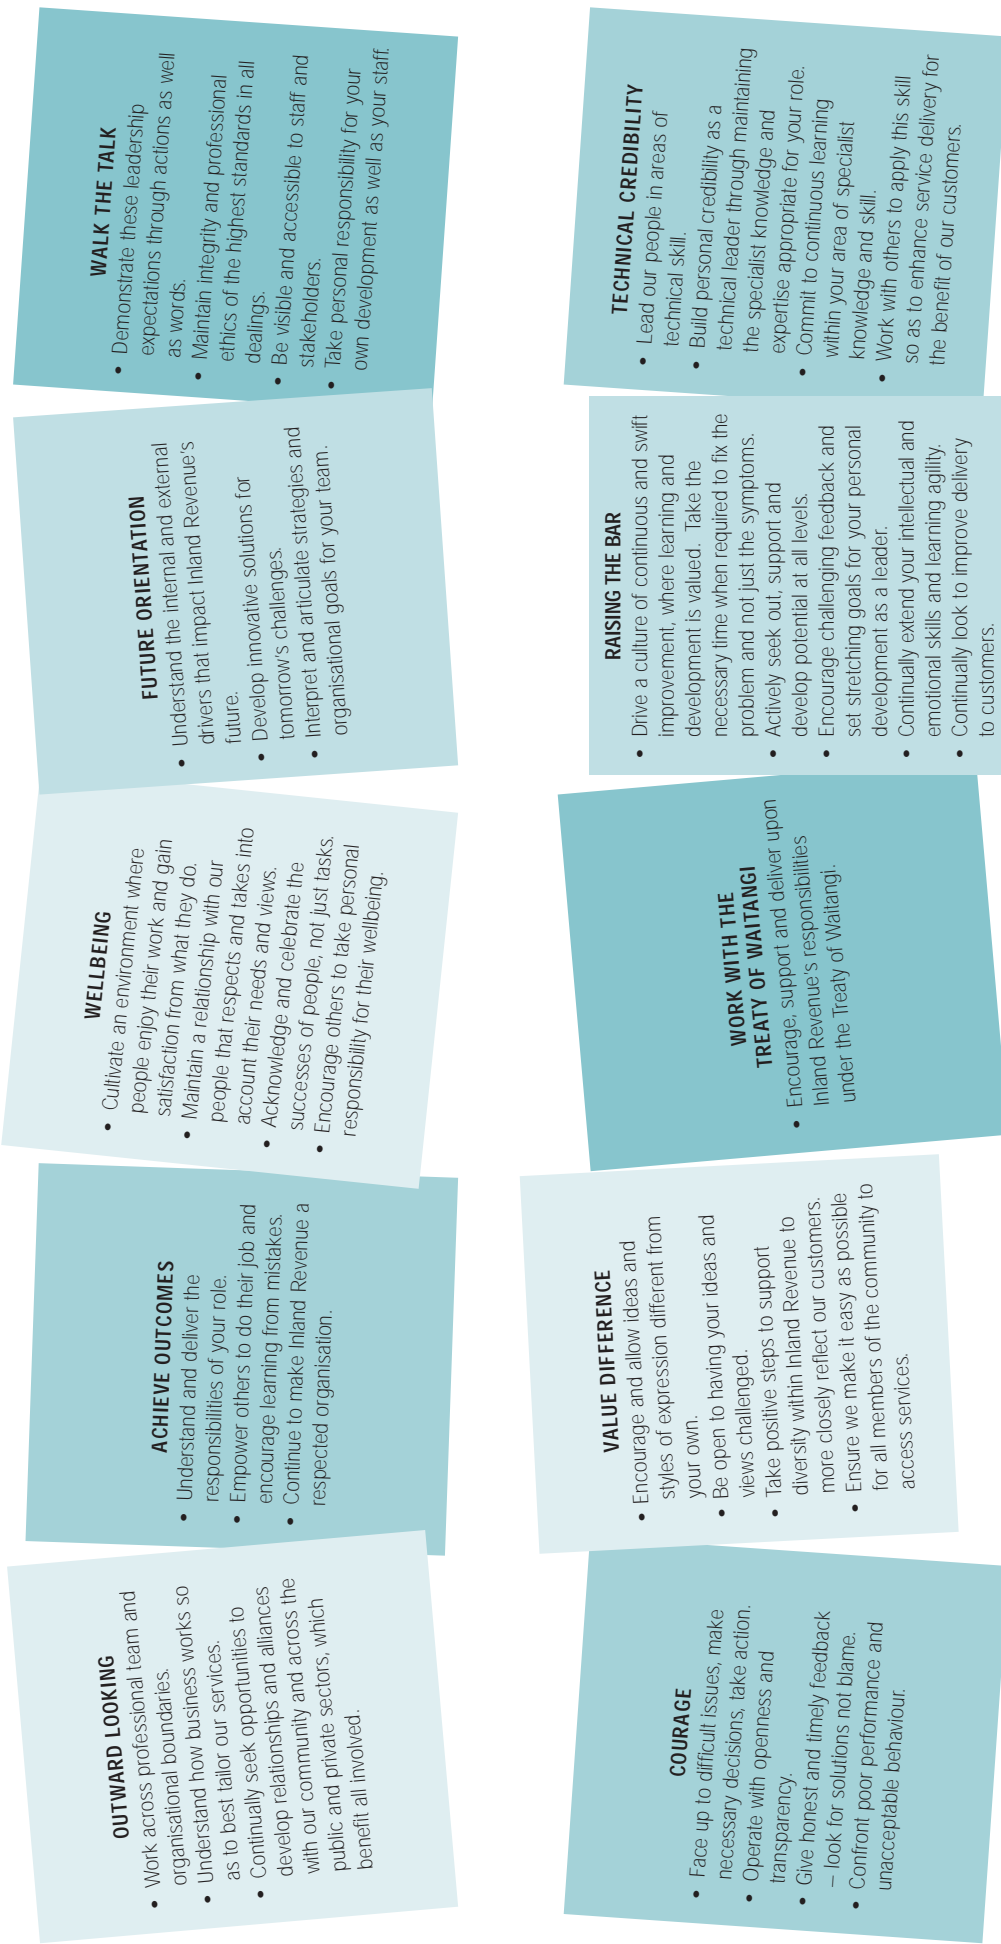 OUTWARD LOOKING
• Work across professional team and
organisational boundaries.
• Understand how business works so
as to best tailor our services.
• Continually seek opportunities to
develop relationships and alliances
with our community and across the
public and private sectors, which
benefit all involved.
ACHIEVE OUTCOMES
• Understand and deliver the
responsibilities of your role.
• Empower others to do their job and
encourage learning from mistakes.
• Continue to make Inland Revenue a
respected organisation.
WELLBEING
• Cultivate an environment where
people enjoy their work and gain
satisfaction from what they do.
• Maintain a relationship with our
people that respects and takes into
account their needs and views.
• Acknowledge and celebrate the
successes of people, not just tasks.
• Encourage others to take personal
responsibility for their wellbeing.
FUTURE ORIENTATION
• Understand the internal and external
drivers that impact Inland Revenue's
future.
• Develop innovative solutions for
tomorrow's challenges.
• Interpret and articulate strategies and
organisational goals for your team.
WALK THE TALK
• Demonstrate these leadership
expectations through actions as well
as words.
• Maintain integrity and professional
ethics of the highest standards in all
dealings.
• Be visible and accessible to staff and
stakeholders.
• Take personal responsibility for your
own development as well as your staff.
COURAGE
• Face up to difficult issues, make
necessary decisions, take action.
• Operate with openness and
transparency.
• Give honest and timely feedback
– look for solutions not blame.
• Confront poor performance and
unacceptable behaviour.
VALUE DIFFERENCE
• Encourage and allow ideas and
styles of expression different from
your own.
• Be open to having your ideas and
views challenged.
• Take positive steps to support
diversity within Inland Revenue to
more closely reflect our customers.
• Ensure we make it easy as possible
for all members of the community to
access services.
WORK WITH THE
TREATY OF WAITANGI
• Encourage, support and deliver upon
Inland Revenue's responsibilities
under the Treaty of Waitangi.
RAISING THE BAR
• Drive a culture of continuous and swift
improvement, where learning and
development is valued. Take the
necessary time when required to fix the
problem and not just the symptoms.
• Actively seek out, support and
develop potential at all levels.
• Encourage challenging feedback and
set stretching goals for your personal
development as a leader.
• Continually extend your intellectual and
emotional skills and learning agility.
• Continually look to improve delivery
to customers.
TECHNICAL CREDIBILITY
• Lead our people in areas of
technical skill.
• Build personal credibility as a
technical leader through maintaining
the specialist knowledge and
expertise appropriate for your role.
• Commit to continuous learning
within your area of specialist
knowledge and skill.
• Work with others to apply this skill
so as to enhance service delivery for
the benefit of our customers.